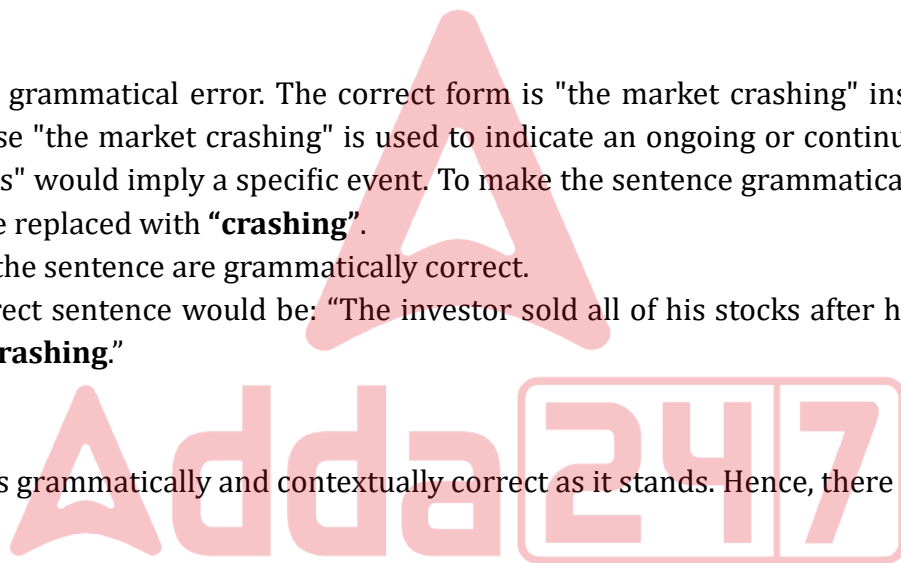 grammatical error. The correct form is "the market crashing" ins
se "the market crashing" is used to indicate an ongoing or continu
s" would imply a specific event. To make the sentence grammatica
e replaced with “crashing”.
the sentence are grammatically correct.
rect sentence would be: “The investor sold all of his stocks after h
rashing.”
s grammatically and contextually correct as it stands. Hence, there
Adda247